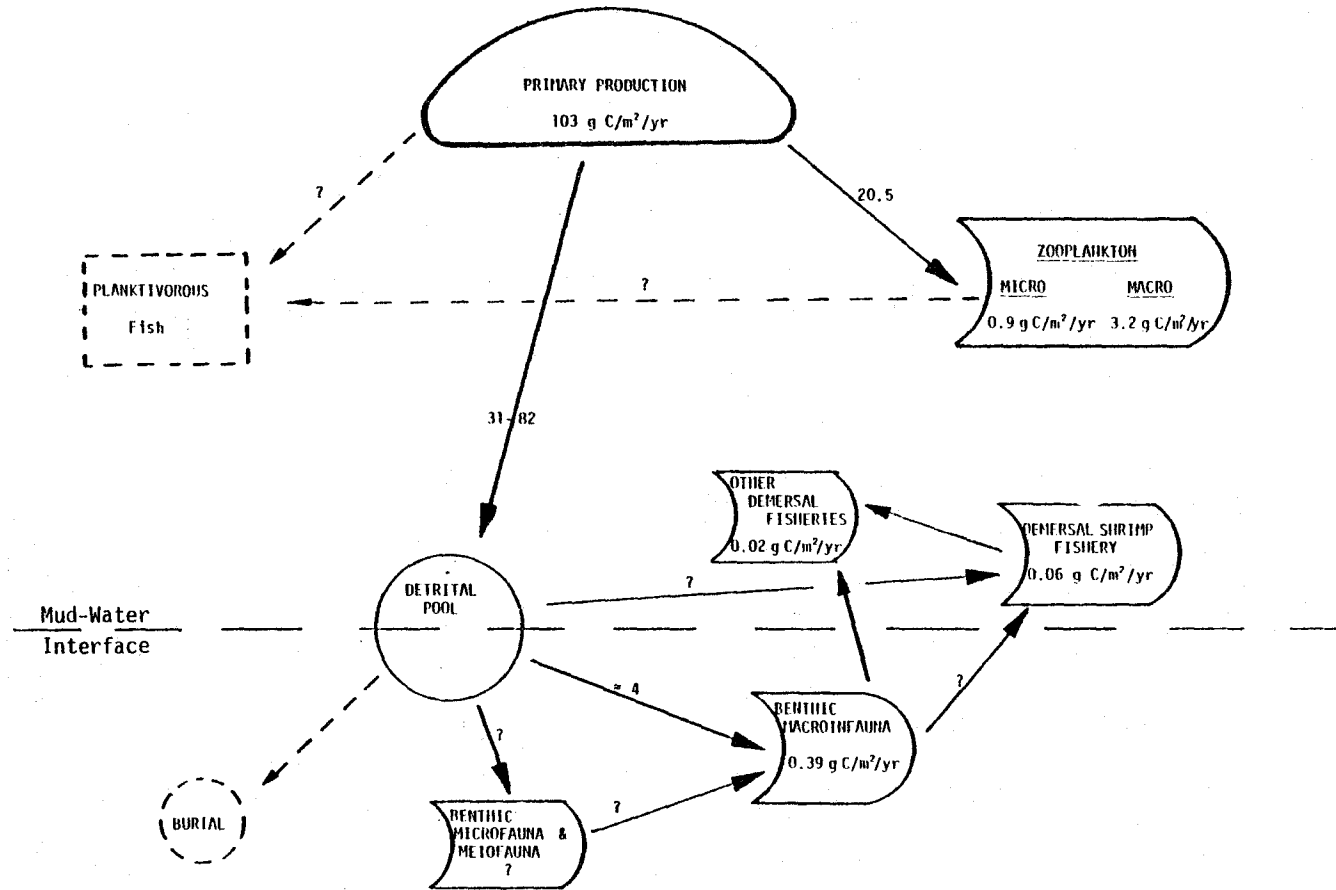 PRIMARY PRODUCTION
103 g C/m²/yr
?
20.5
ZOOPLANKTON
MICRO MACRO
0.9 g C/m²/yr 3.2 g C/m²/yr
?
PLANKTIVOROUS
Fish
31-82
OTHER
DEMERSAL
FISHERIES
0.02 g C/m²/yr
DEMERSAL SHRIMP
FISHERY
0.06 g C/m²/yr
?
DETRITAL
POOL
Mud-Water
Interface
≈ 4
?
BENTHIC
MACROINFAUNA
0.39 g C/m²/yr
?
?
BURIAL
BENTHIC
MICROFAUNA &
MEIOFAUNA
?